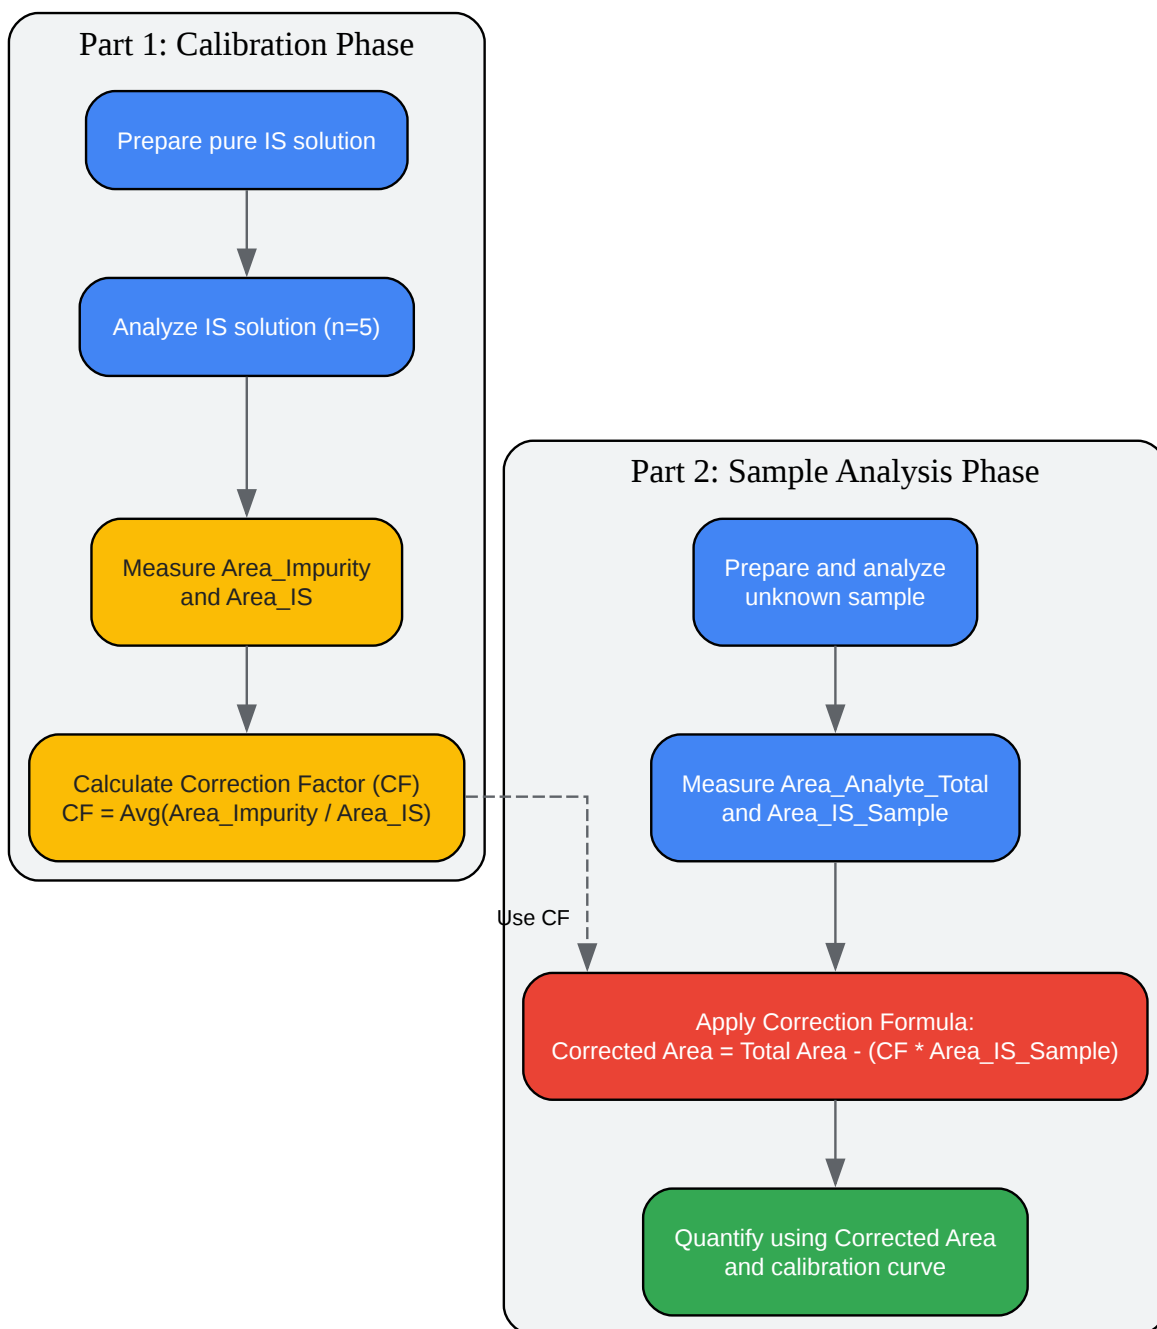 Part 1: Calibration Phase
Prepare pure IS solution
Analyze IS solution (n=5)
Measure Area_Impurity
and Area_IS
Calculate Correction Factor (CF)
CF = Avg(Area_Impurity / Area_IS)
Use CF
Part 2: Sample Analysis Phase
Prepare and analyze
unknown sample
Measure Area_Analyte_Total
and Area_IS_Sample
Apply Correction Formula:
Corrected Area = Total Area - (CF * Area_IS_Sample)
Quantify using Corrected Area
and calibration curve